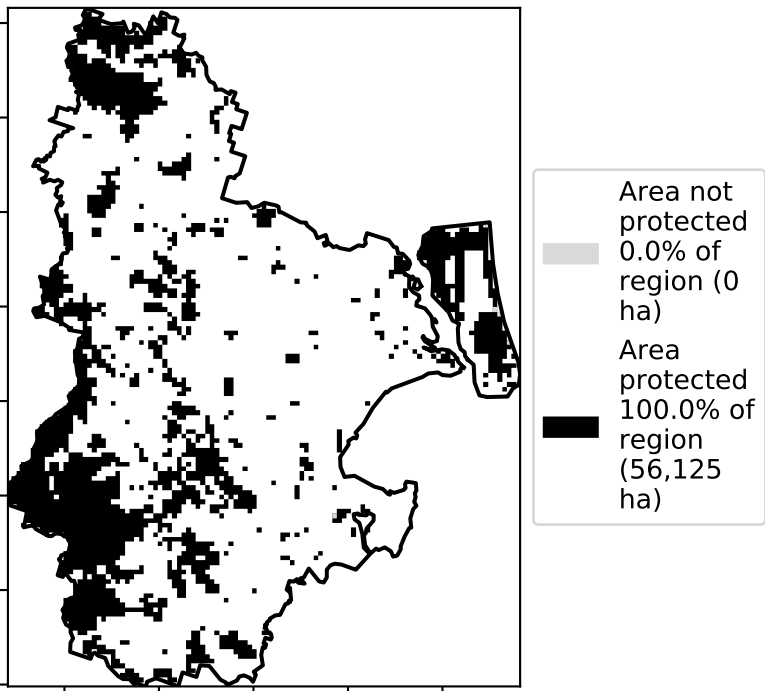 Area not
protected
0.0% of
region (0
ha)
Area
protected
100.0% of
region
(56,125
ha)